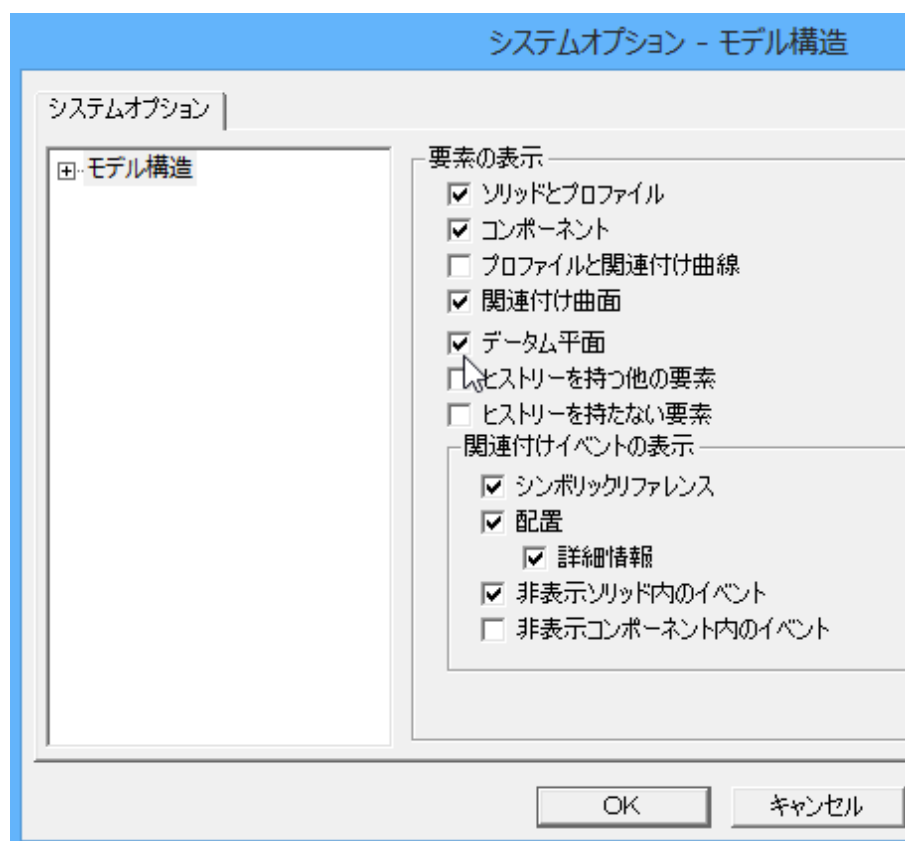 システムオプション - モデル構造
システムオプション
モデル構造
要素の表示
ソリッドとプロファイル
コンポーネント
プロファイルと関連付け曲線
関連付け曲面
データム平面
ヒストリーを持つ他の要素
ヒストリーを持たない要素
関連付けイベントの表示
シンボリックリファレンス
配置
詳細情報
非表示ソリッド内のイベント
非表示コンポーネント内のイベント
OK
キャンセル